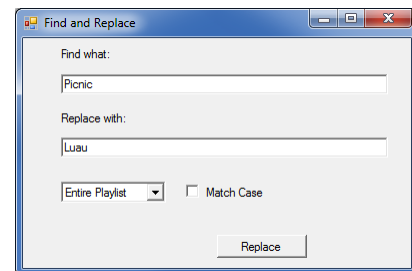 Find and Replace
Find what:
Picnic
Replace with:
Luau
Entire Playlist Match Case
Replace